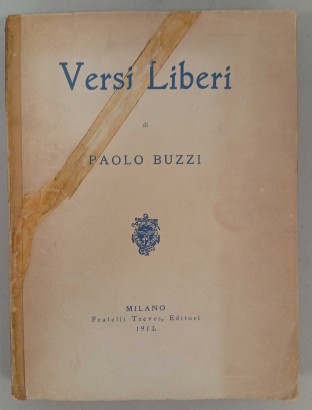 Versi Liberi
di
PAOLO BUZZI
MILANO
Fratelli Treves, Editori
1913.